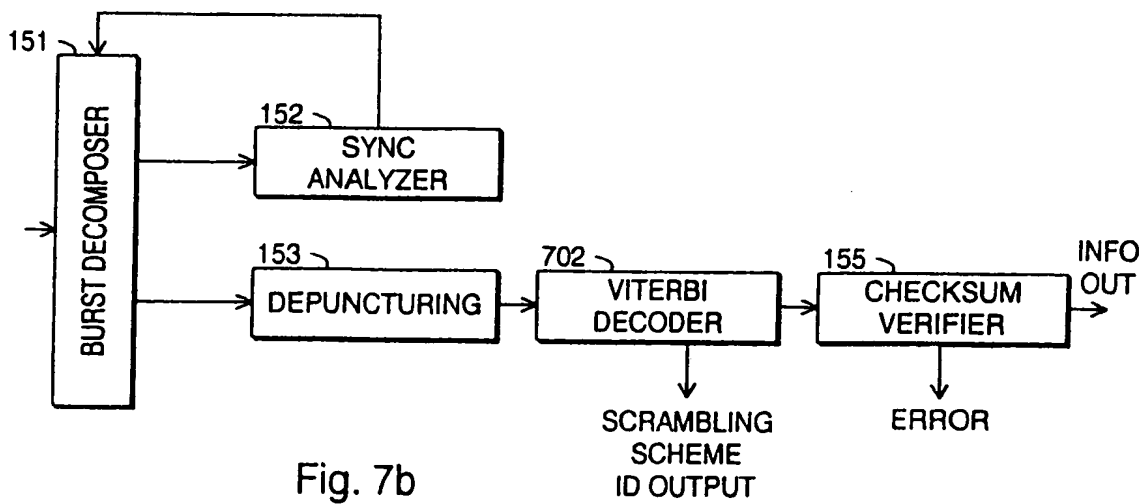 151
BURST DECOMPOSER
152
SYNC
ANALYZER
153
DEPUNCTURING
702
VITERBI
DECODER
155
CHECKSUM
VERIFIER
INFO
OUT
SCRAMBLING
SCHEME
ID OUTPUT
ERROR
Fig. 7b